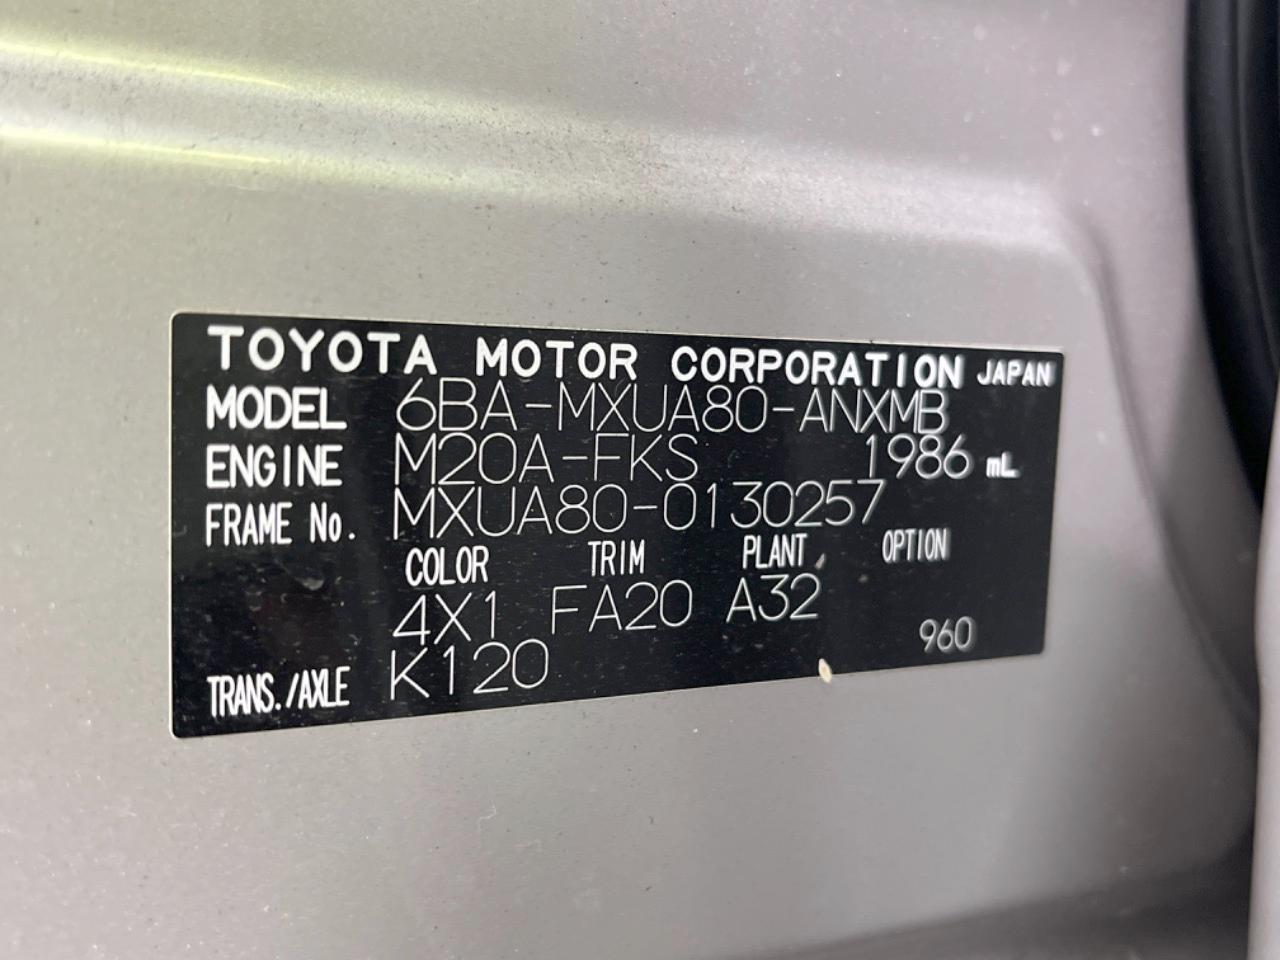 TOYOTA MOTOR CORPORATION JAPAN
MODEL 6BA-MXUA80-ANXMB
ENGINE M20A-FKS 1986 mL
FRAME No. MXUA80-0130257
COLOR TRIM PLANT OPTION
4X1 FA20 A32
TRANS./AXLE K120 960